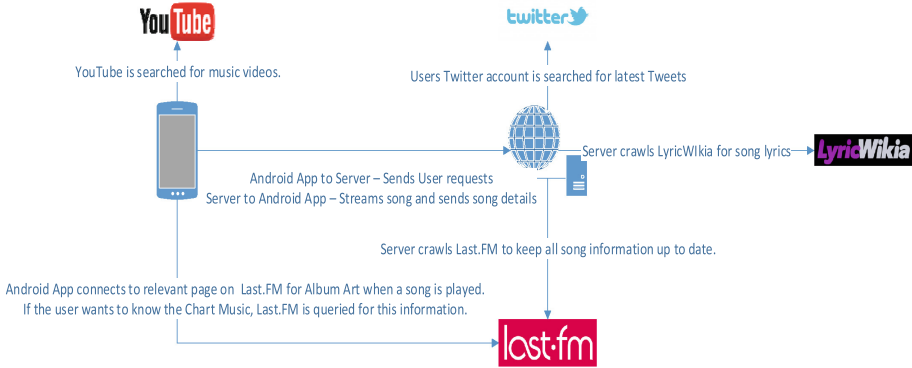 YouTube
twitter
YouTube is searched for music videos.
Users Twitter account is searched for latest Tweets
Server crawls LyricWIkia for song lyrics
LyricWikia
Android App to Server – Sends User requests
Server to Android App – Streams song and sends song details
Server crawls Last.FM to keep all song information up to date.
Android App connects to relevant page on Last.FM for Album Art when a song is played.
If the user wants to know the Chart Music, Last.FM is queried for this information.
last.fm